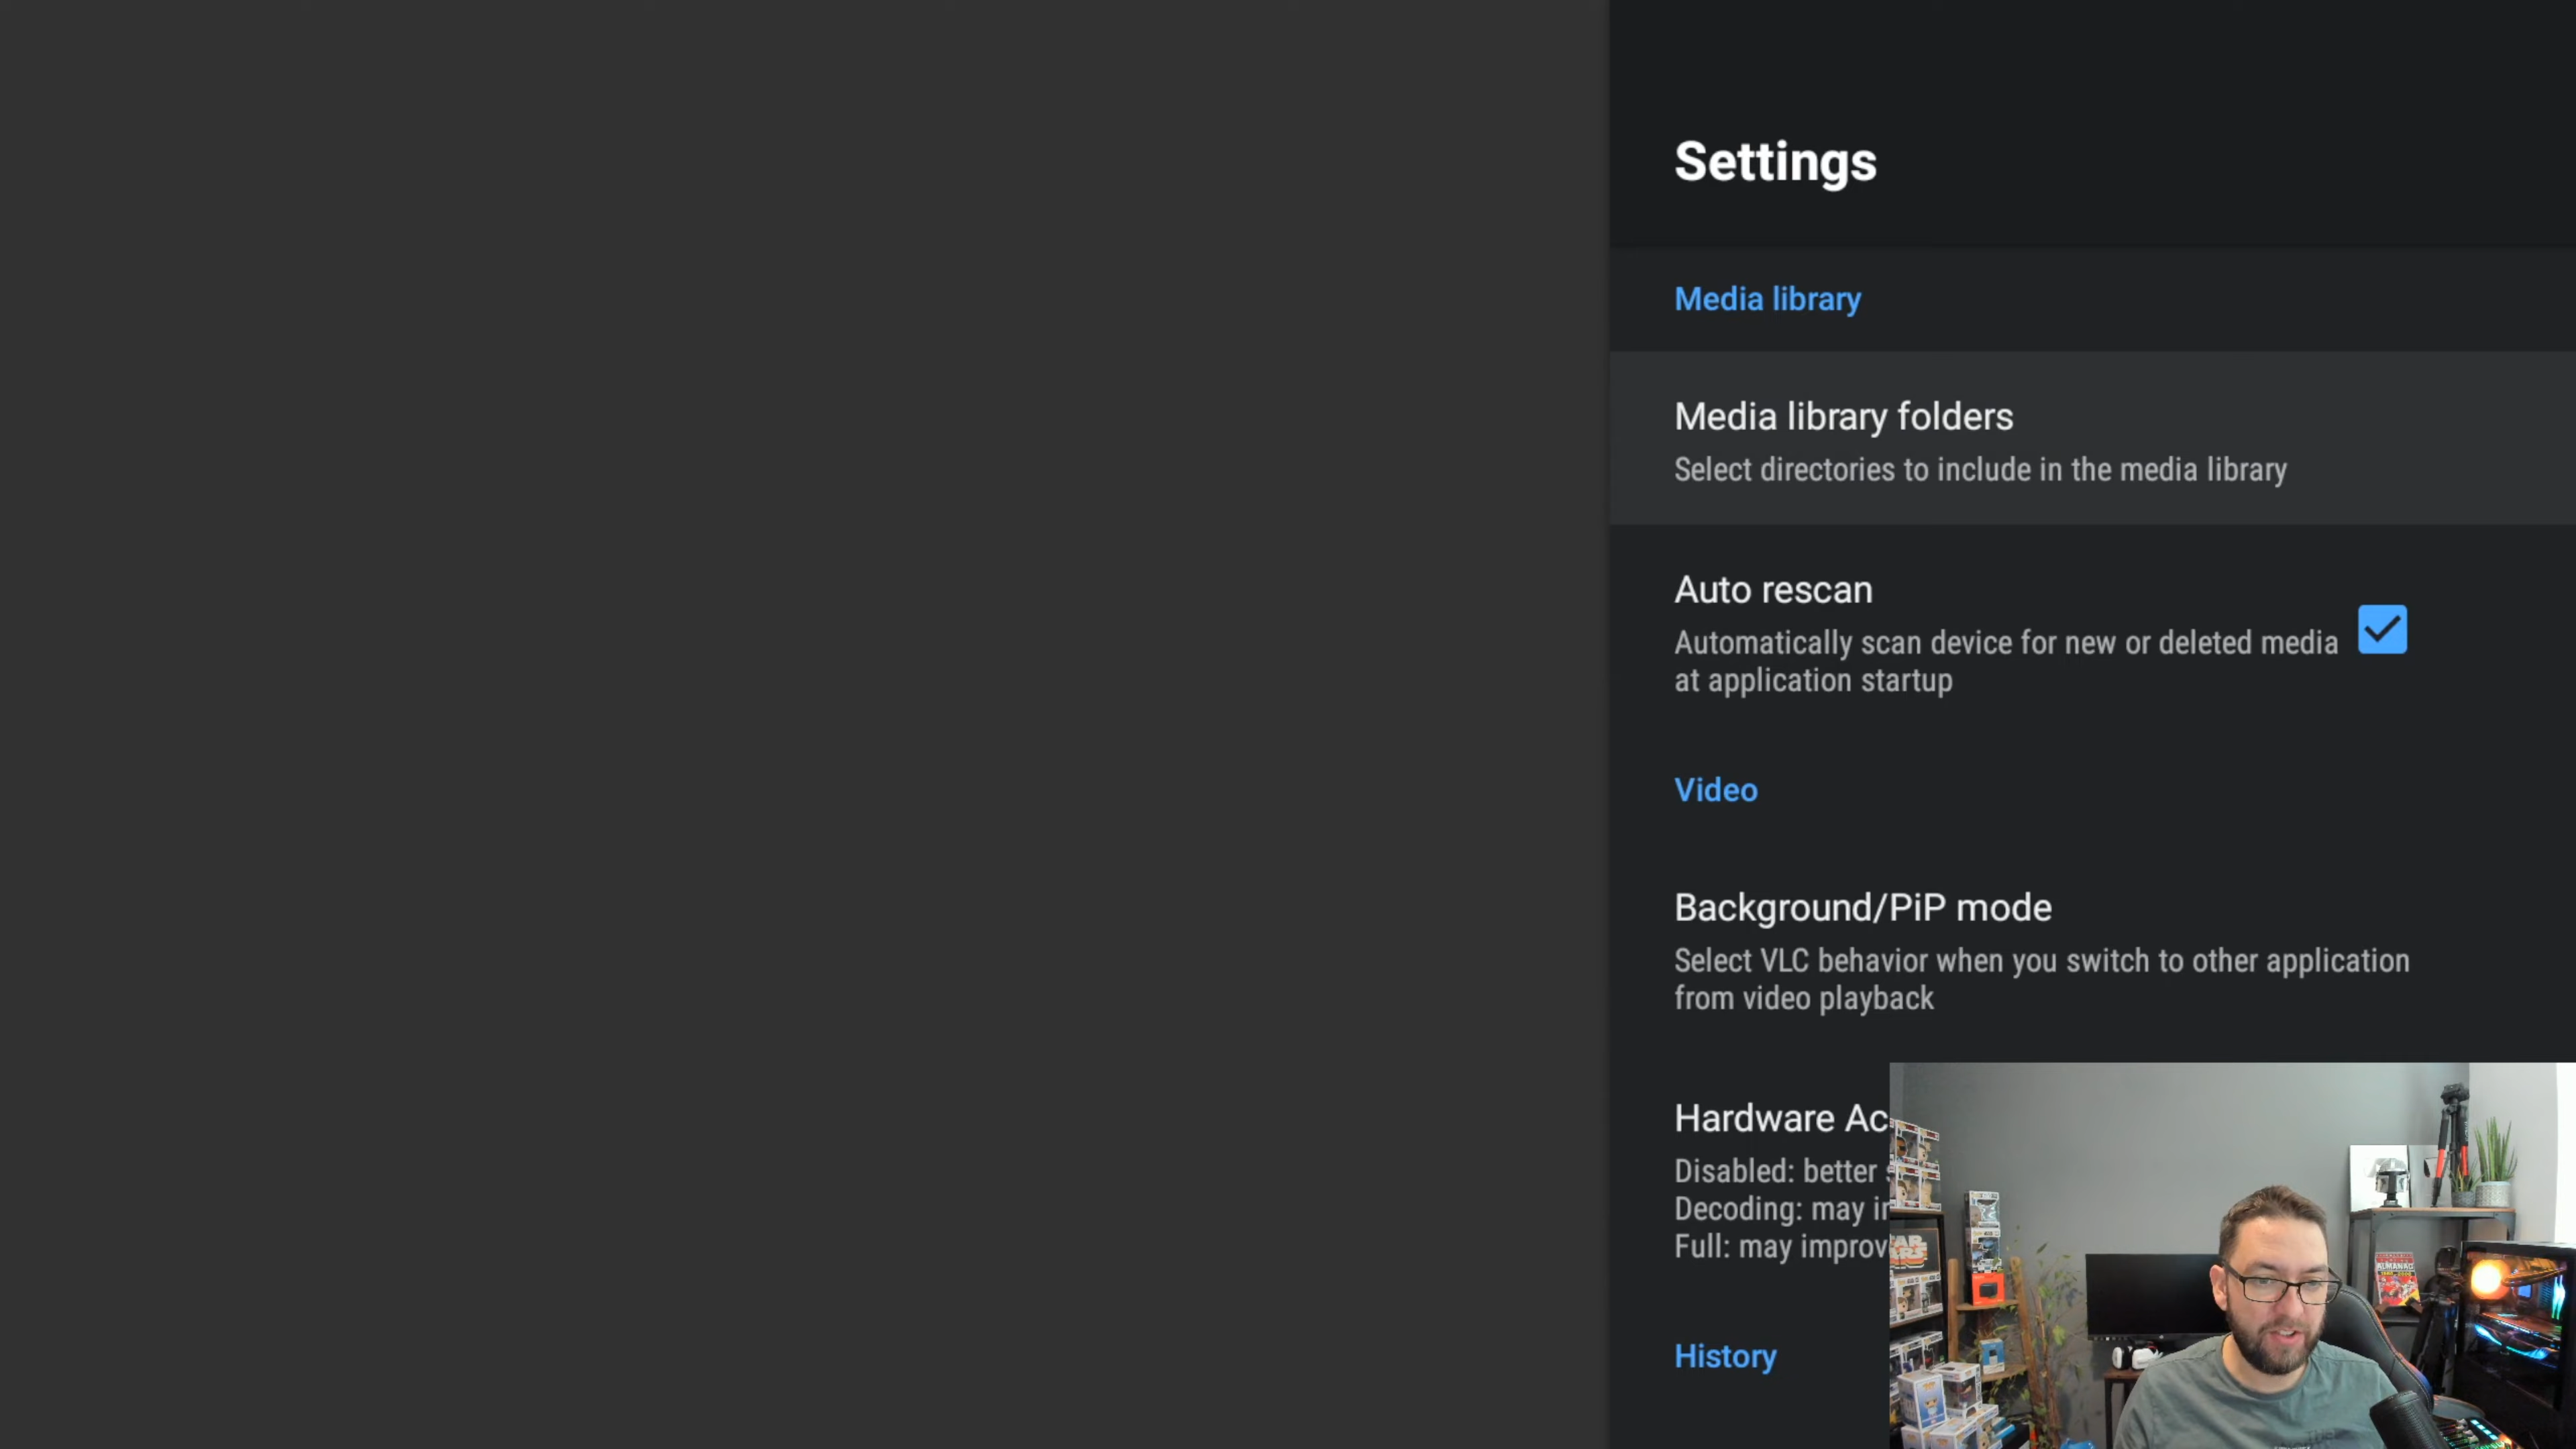 Settings
Media library
Media library folders
Select directories to include in the media library
Auto rescan
Automatically scan device for new or deleted media
at application startup
Video
Background/PiP mode
Select VLC behavior when you switch to other application
from video playback
Hardware Ac
Disabled: better
Decoding: may
Full: may improv
History
ALMANAC